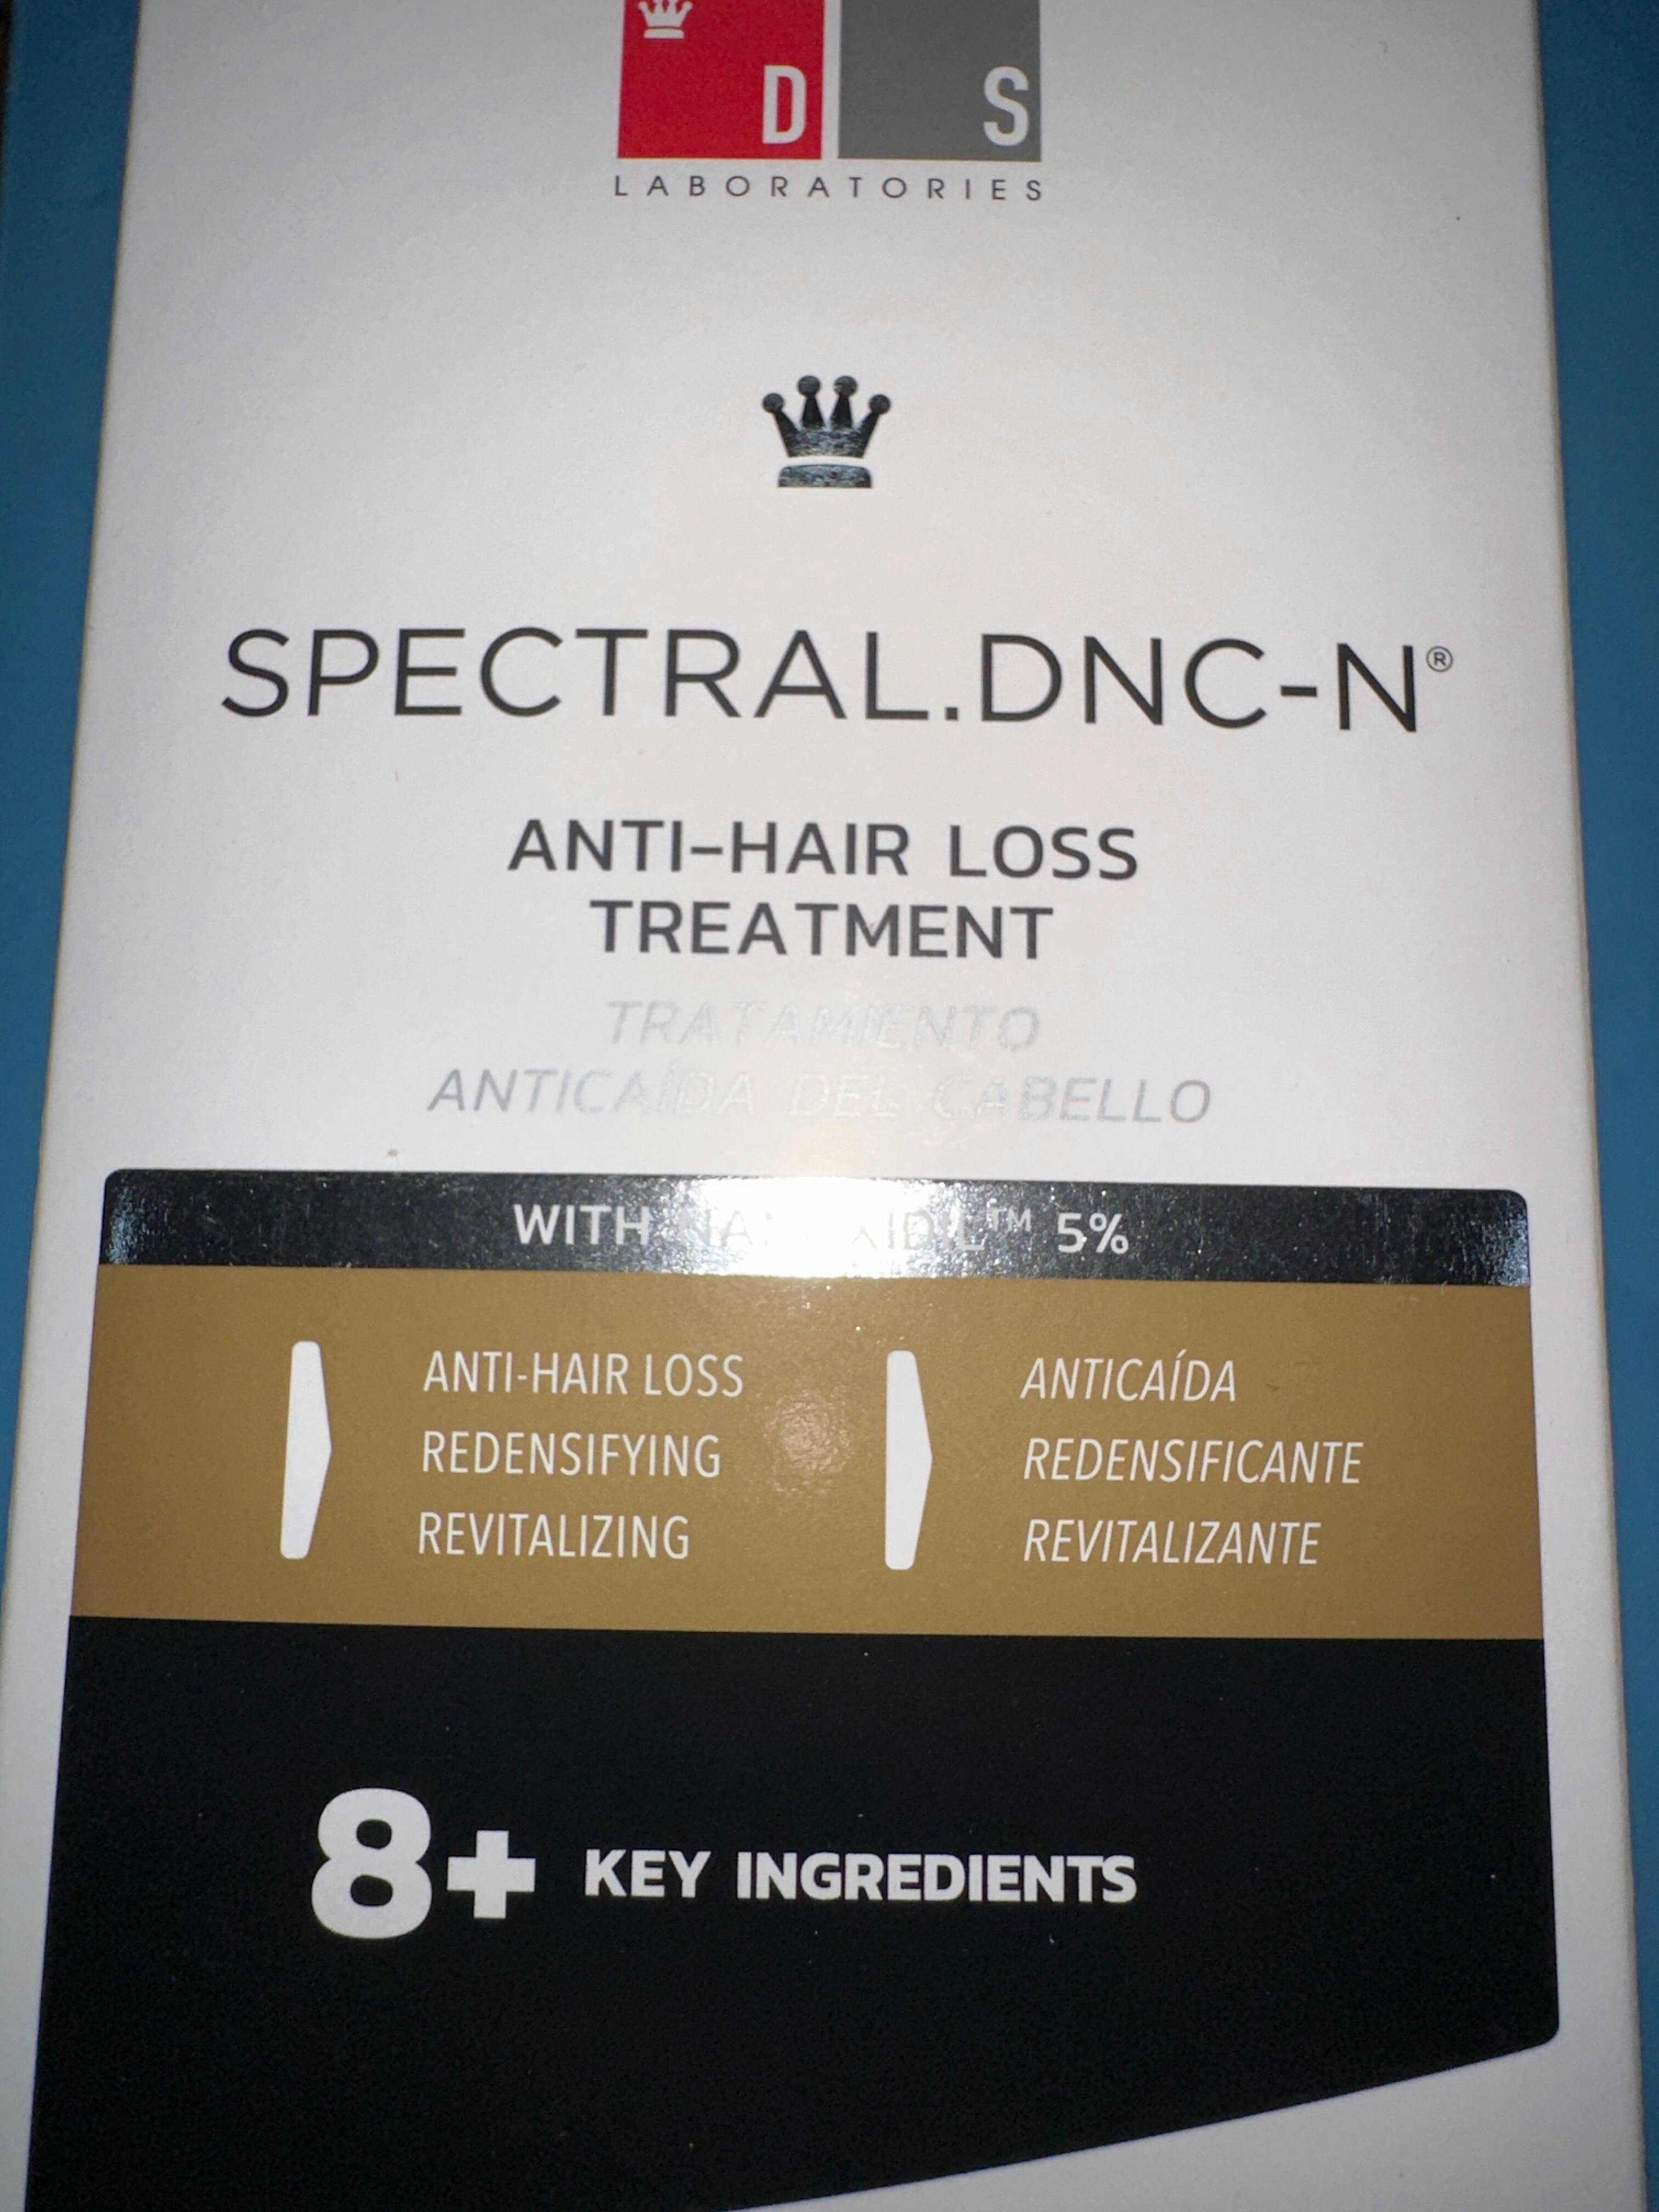 D S
LABORATORIES
SPECTRAL.DNC-N®
ANTI-HAIR LOSS
TREATMENT
TRATAMIENTO
ANTICAÍDA DEL CABELLO
WITH 5%
ANTI-HAIR LOSS
REDENSIFYING
REVITALIZING
ANTICAÍDA
REDENSIFICANTE
REVITALIZANTE
8+ KEY INGREDIENTS